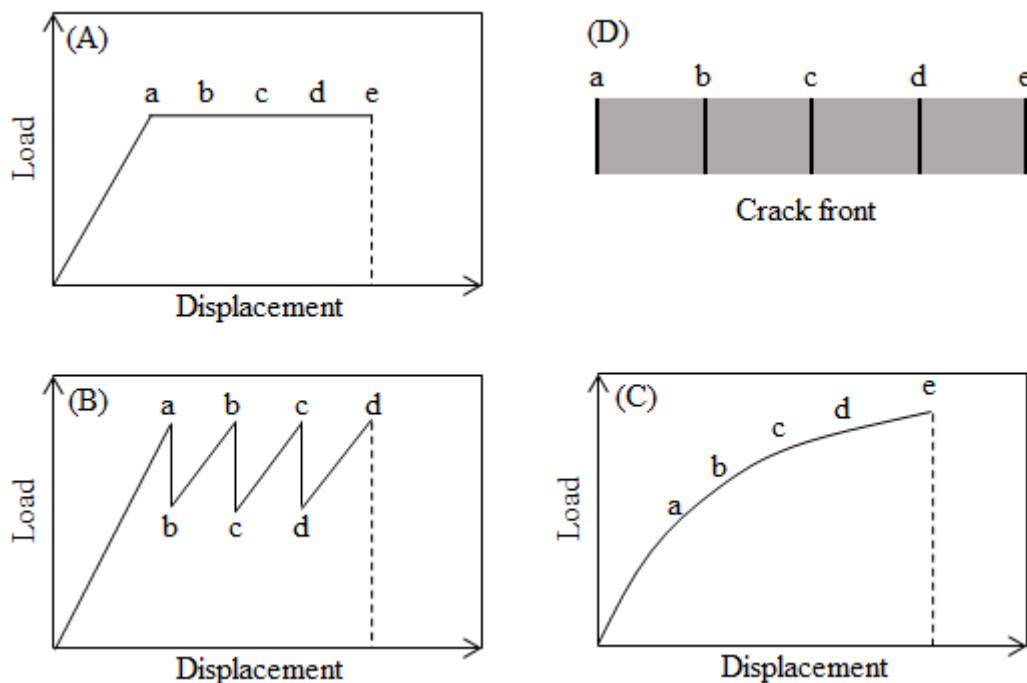 (A)
a b c d e
Load
Displacement
(D)
a b c d e
Crack front
(B)
a b c d
b c d
Load
Displacement
(C)
a
b
c
d
e
Load
Displacement